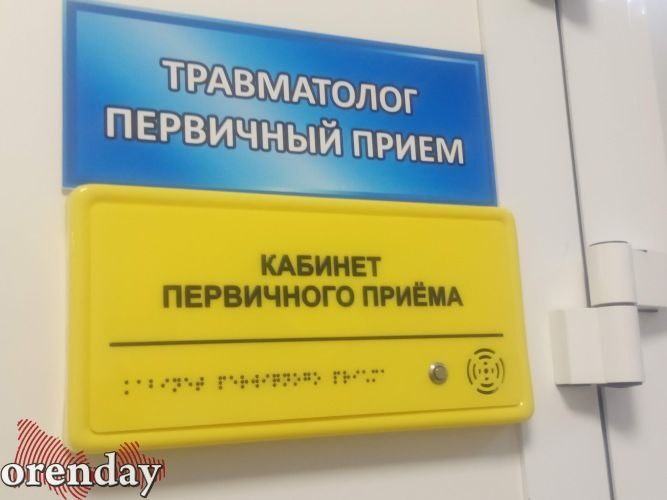 ТРАВМАТОЛОГ
ПЕРВИЧНЫЙ ПРИЕМ
КАБИНЕТ
ПЕРВИЧНОГО ПРИЁМА
orenday